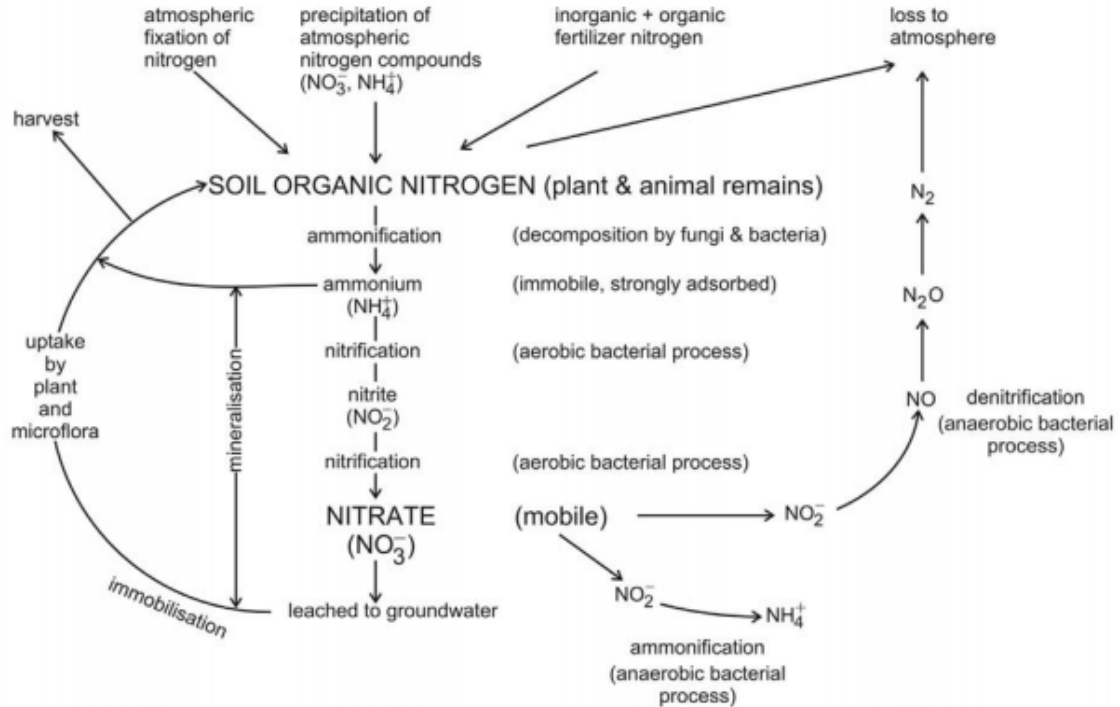 atmospheric
fixation of
nitrogen
precipitation of
atmospheric
nitrogen compounds
(NO₃⁻, NH₄⁺)
inorganic + organic
fertilizer nitrogen
loss to
atmosphere
harvest
SOIL ORGANIC NITROGEN (plant & animal remains)
N₂
ammonification
(decomposition by fungi & bacteria)
ammonium
(NH₄⁺)
(immobile, strongly adsorbed)
N₂O
uptake
by
plant
and
microflora
mineralisation
nitrification
(aerobic bacterial process)
nitrite
(NO₂⁻)
NO
denitrification
(anaerobic bacterial
process)
nitrification
(aerobic bacterial process)
NITRATE
(NO₃⁻)
(mobile)
NO₂⁻
immobilisation
leached to groundwater
NO₂⁻
NH₄⁺
ammonification
(anaerobic bacterial
process)